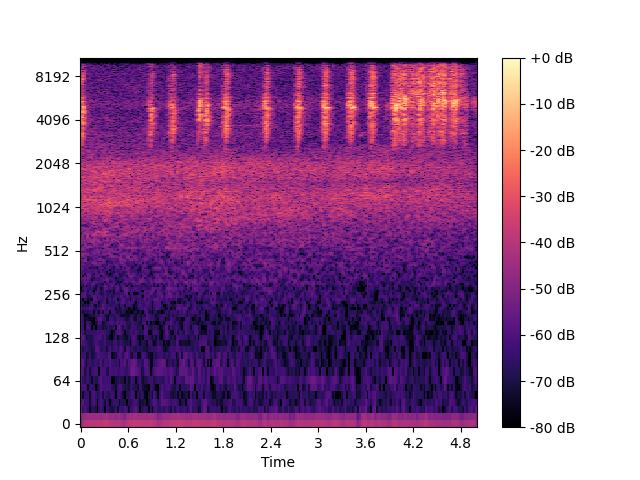 8192
4096
2048
1024
512
256
128
64
0
Hz
0 0.6 1.2 1.8 2.4 3 3.6 4.2 4.8
Time
+0 dB
-10 dB
-20 dB
-30 dB
-40 dB
-50 dB
-60 dB
-70 dB
-80 dB